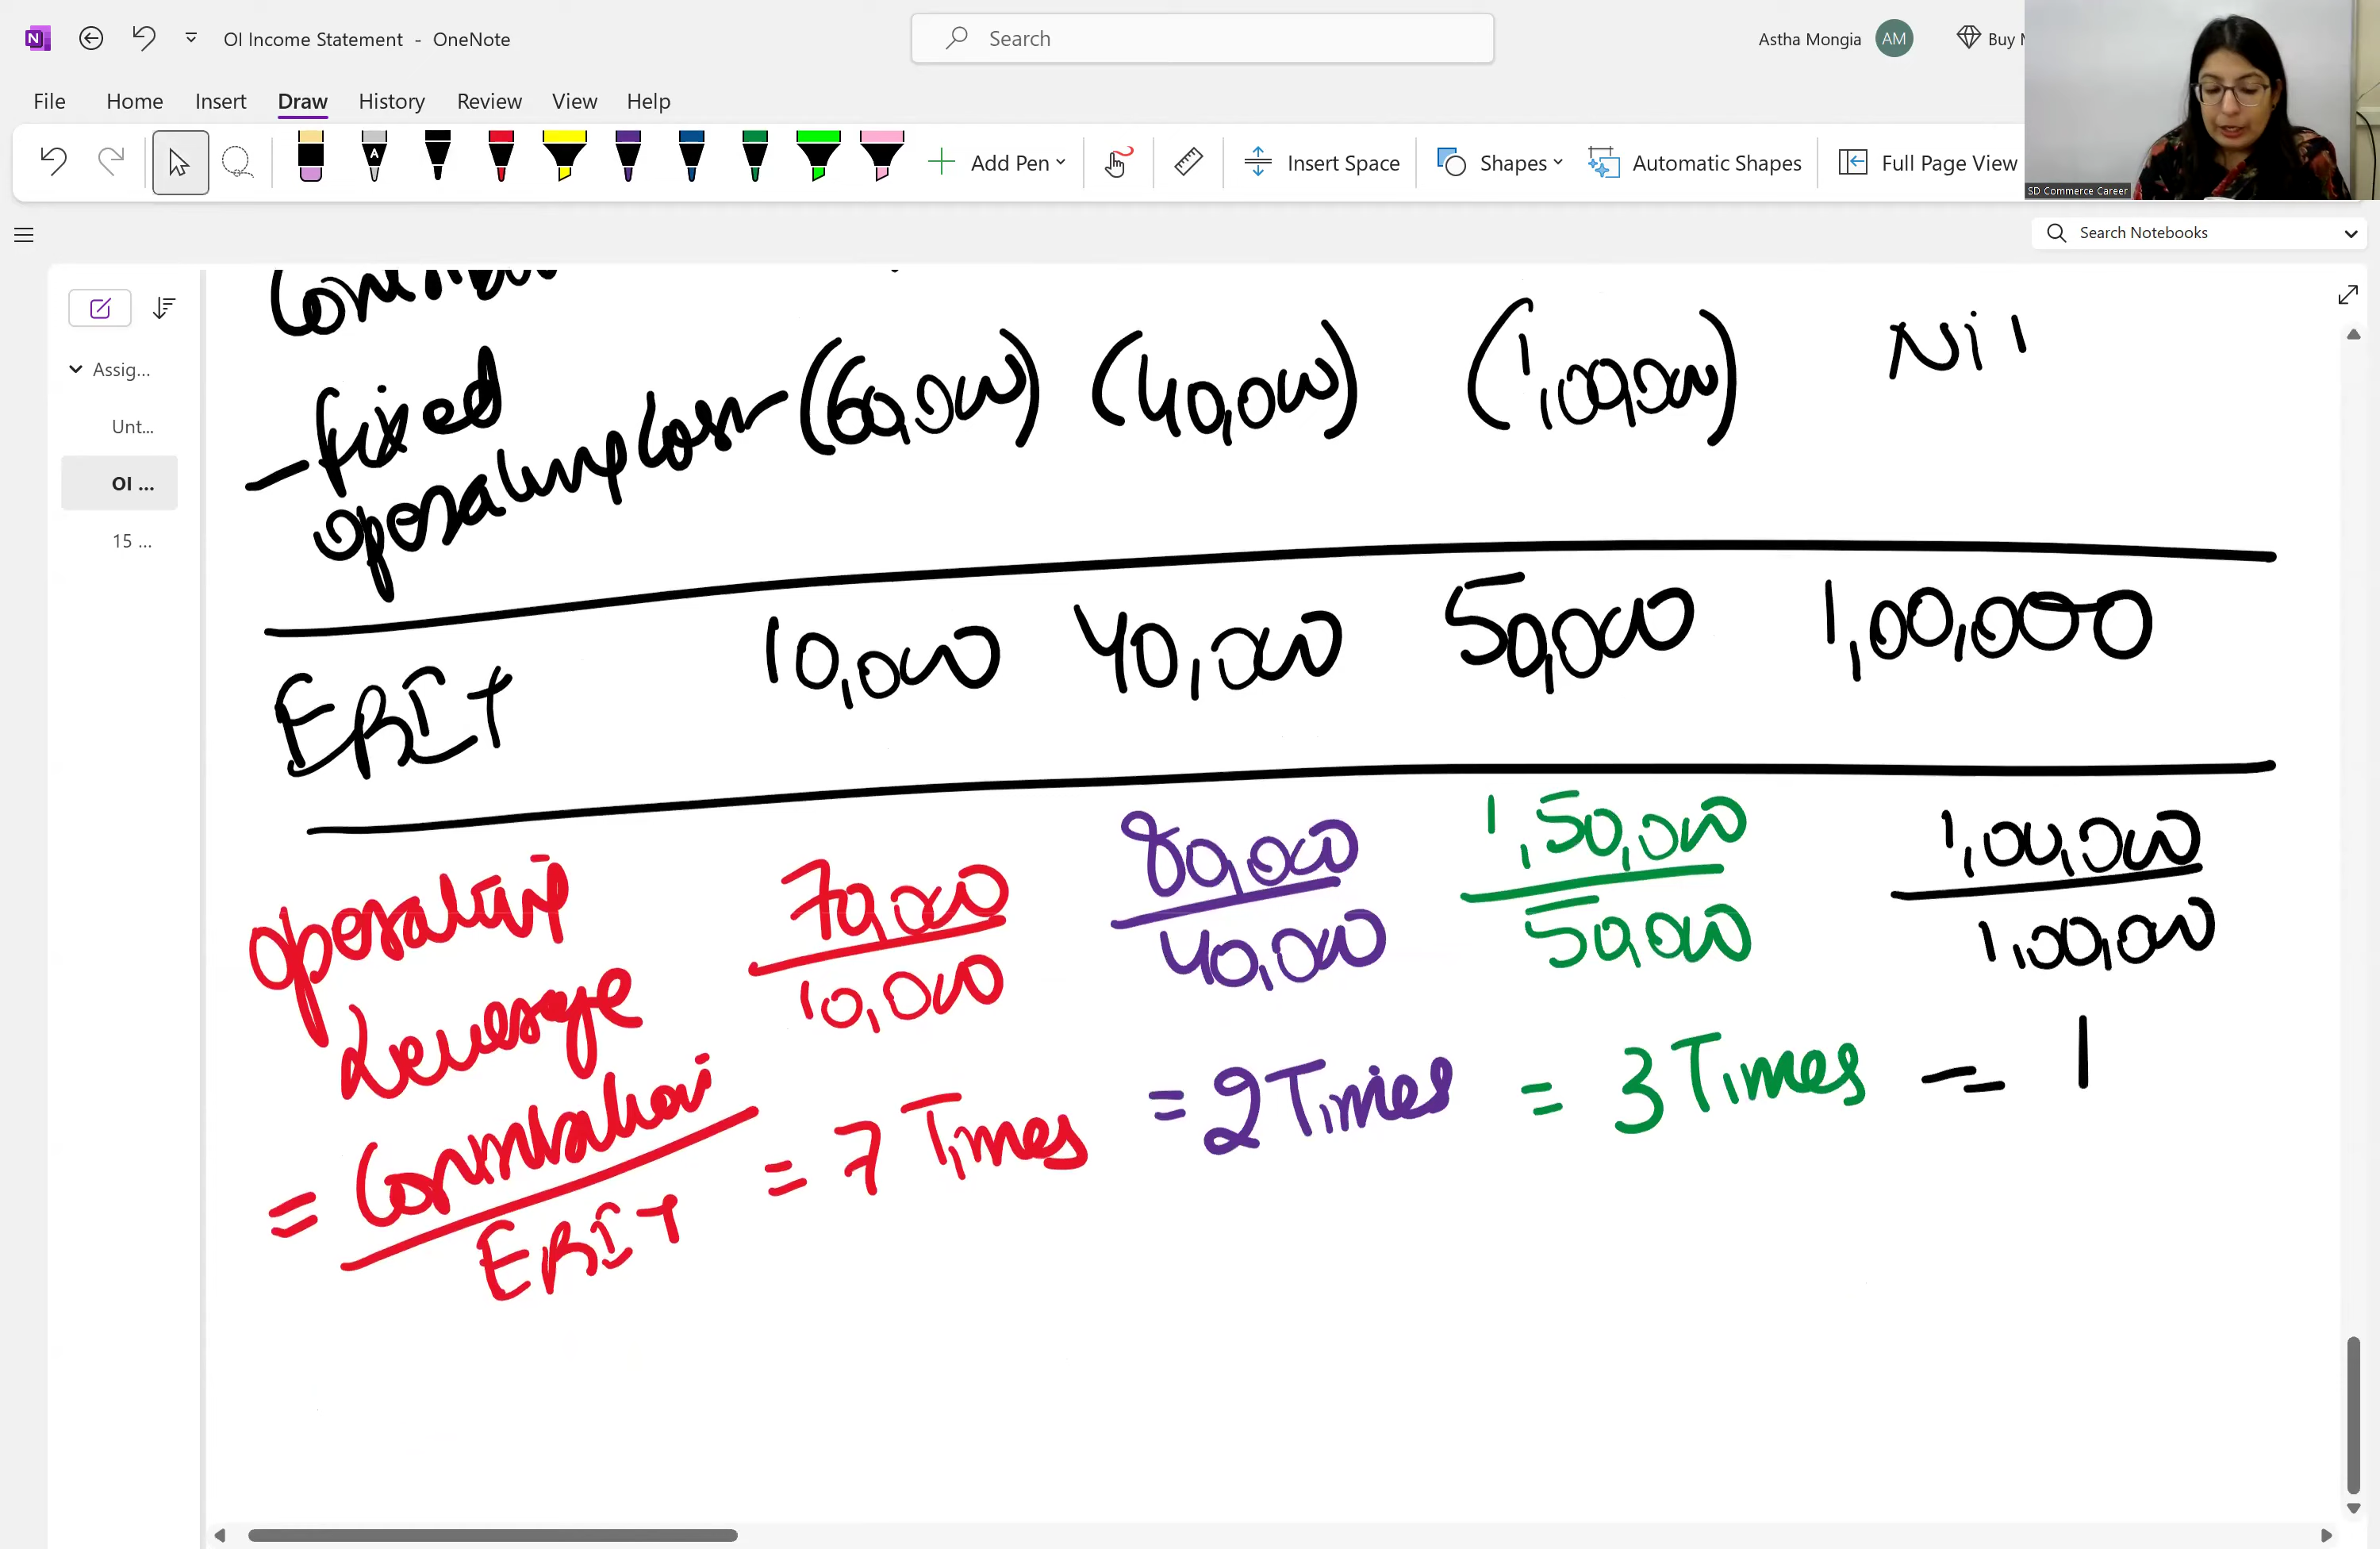 OI Income Statement - OneNote
Search
Astha Mongia AM
Buy
File Home Insert Draw History Review View Help
Add Pen Insert Space Shapes Automatic Shapes Full Page View
SD Commerce Career
Search Notebooks
Assig...
Unt...
OI ...
15 ...
-fixed (60,000) (40,000) (1,00,000) Nil
operating cost
EBIT 10,000 40,000 50,000 1,00,000
operating 70,000 80,000 1,50,000 1,00,000
Leverage 10,000 40,000 50,000 1,00,000
= Contribution = 7 Times = 2 Times = 3 Times = 1
EBIT